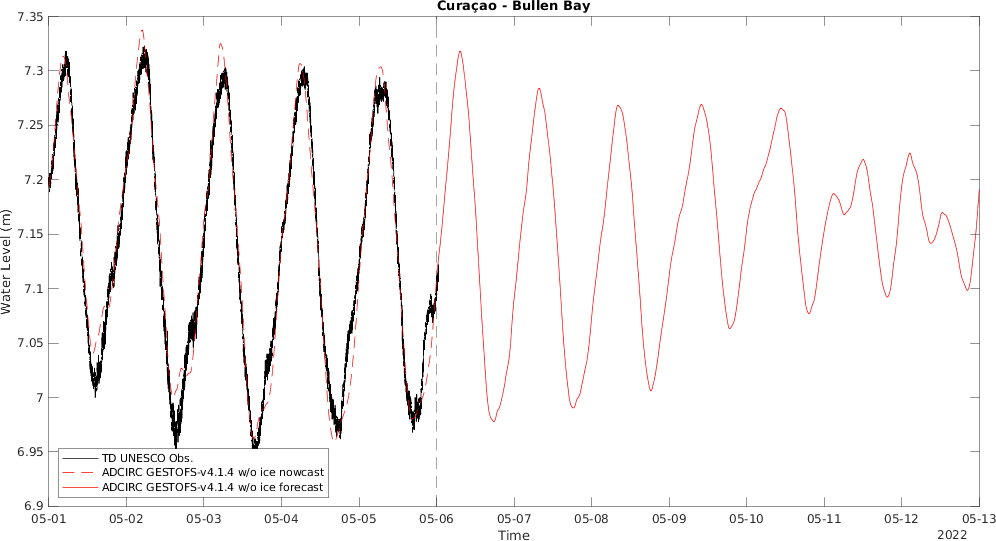 Curaçao - Bullen Bay
7.35
7.3
7.25
7.2
7.15
7.1
7.05
7
6.95
6.9
Water Level (m)
TD UNESCO Obs.
ADCIRC GESTOFS-v4.1.4 w/o ice nowcast
ADCIRC GESTOFS-v4.1.4 w/o ice forecast
05-01 05-02 05-03 05-04 05-05 05-06 05-07 05-08 05-09 05-10 05-11 05-12 05-13
Time
2022